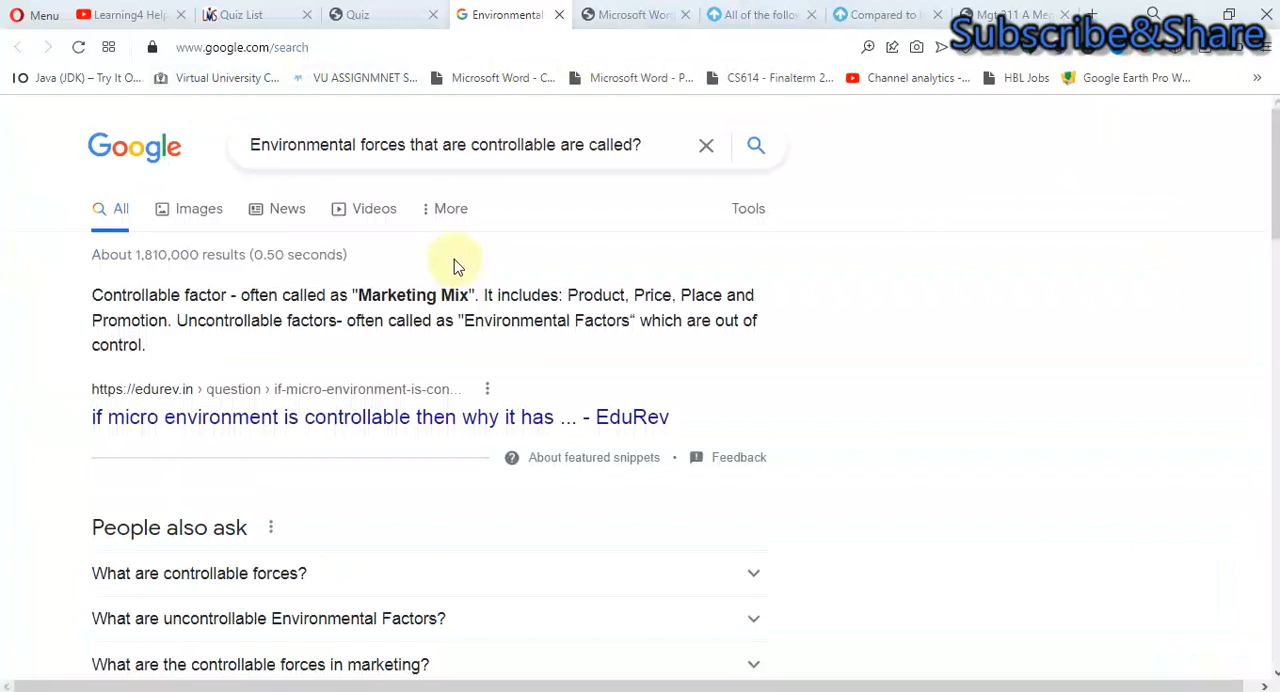 Menu
Learning4 Help
Quiz List
Quiz
Environmental
Microsoft Wor
All of the follow
Compared to
Mgt 311 A Me
Subscribe&Share
www.google.com/search
Java (JDK) – Try It O...
Virtual University C...
VU ASSIGNMNET S...
Microsoft Word - C...
Microsoft Word - P...
CS614 - Finalterm 2...
Channel analytics -...
HBL Jobs
Google Earth Pro W...
»
Google
Environmental forces that are controllable are called?
All
Images
News
Videos
More
Tools
About 1,810,000 results (0.50 seconds)
Controllable factor - often called as "Marketing Mix". It includes: Product, Price, Place and
Promotion. Uncontrollable factors- often called as "Environmental Factors“ which are out of
control.
https://edurev.in › question › if-micro-environment-is-con...
if micro environment is controllable then why it has ... - EduRev
About featured snippets • Feedback
People also ask
What are controllable forces?
What are uncontrollable Environmental Factors?
What are the controllable forces in marketing?